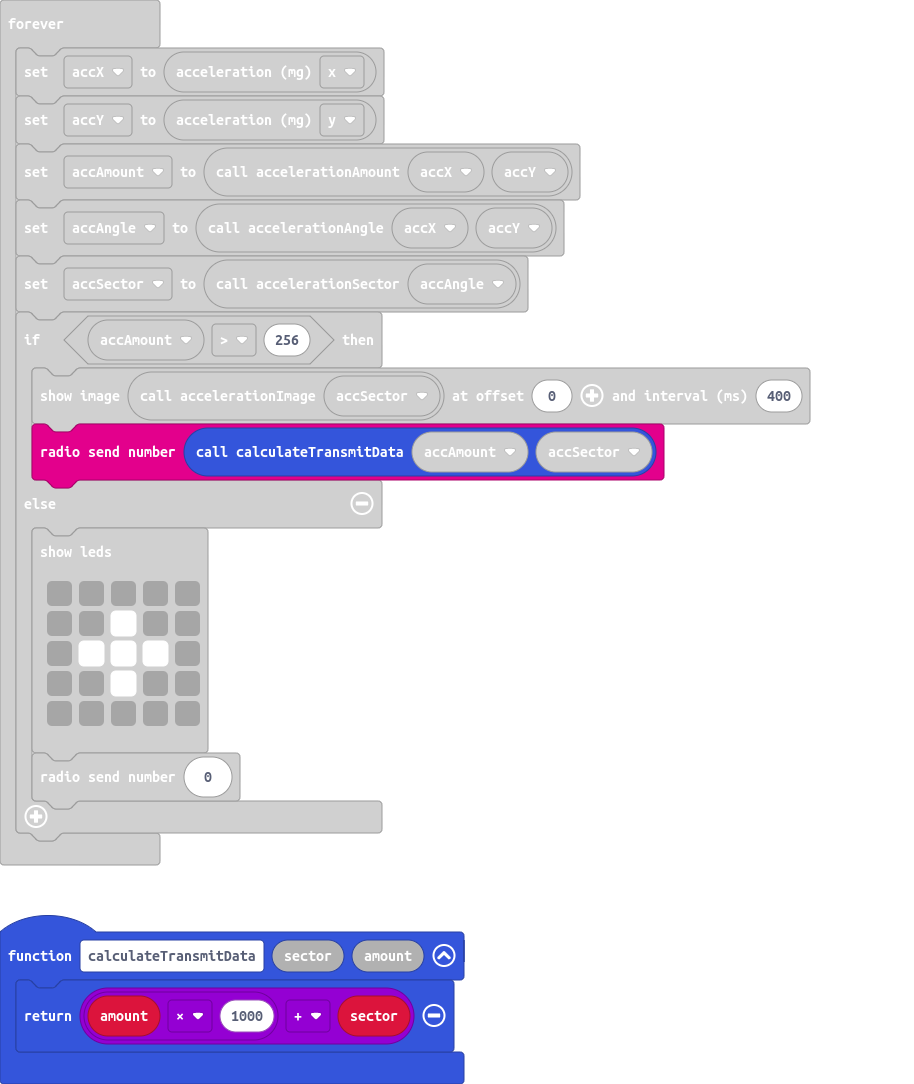 forever
set accX to acceleration (mg) x
set accY to acceleration (mg) y
set accAmount to call accelerationAmount accX accY
set accAngle to call accelerationAngle accX accY
set accSector to call accelerationSector accAngle
if accAmount > 256 then
show image call accelerationImage accSector at offset 0 and interval (ms) 400
radio send number call calculateTransmitData accAmount accSector
else
show leds
radio send number 0
function calculateTransmitData sector amount
return amount × 1000 + sector